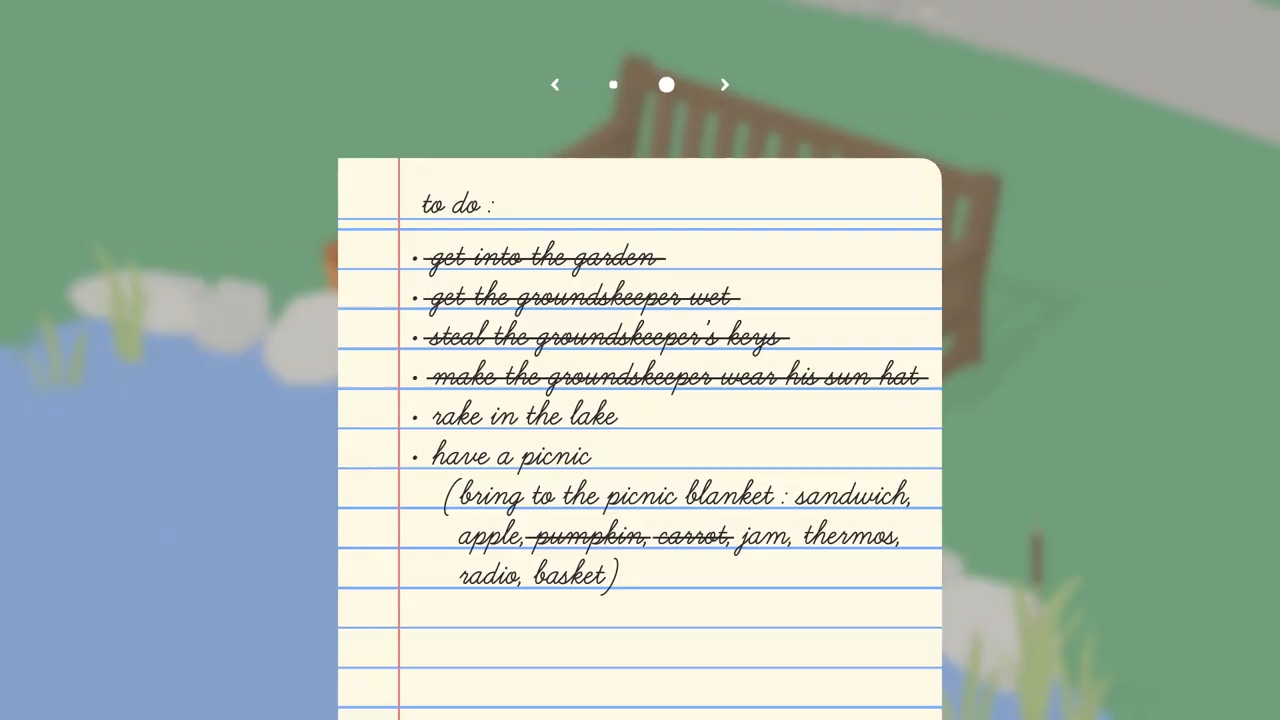 to do :
• get into the garden
• get the groundskeeper wet
• steal the groundskeeper's keys
• make the groundskeeper wear his sun hat
• rake in the lake
• have a picnic
(bring to the picnic blanket : sandwich,
apple, pumpkin, carrot, jam, thermos,
radio, basket)